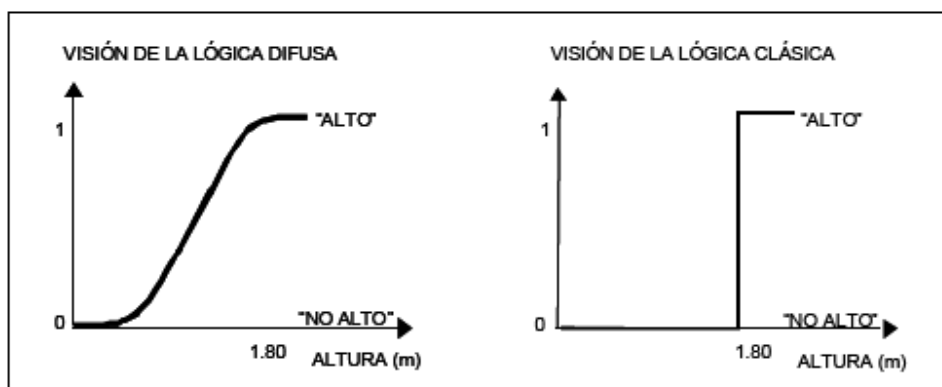 VISIÓN DE LA LÓGICA DIFUSA
1
"ALTO"
0
"NO ALTO"
1.80
ALTURA (m)
VISIÓN DE LA LÓGICA CLÁSICA
1
"ALTO"
0
"NO ALTO"
1.80
ALTURA (m)